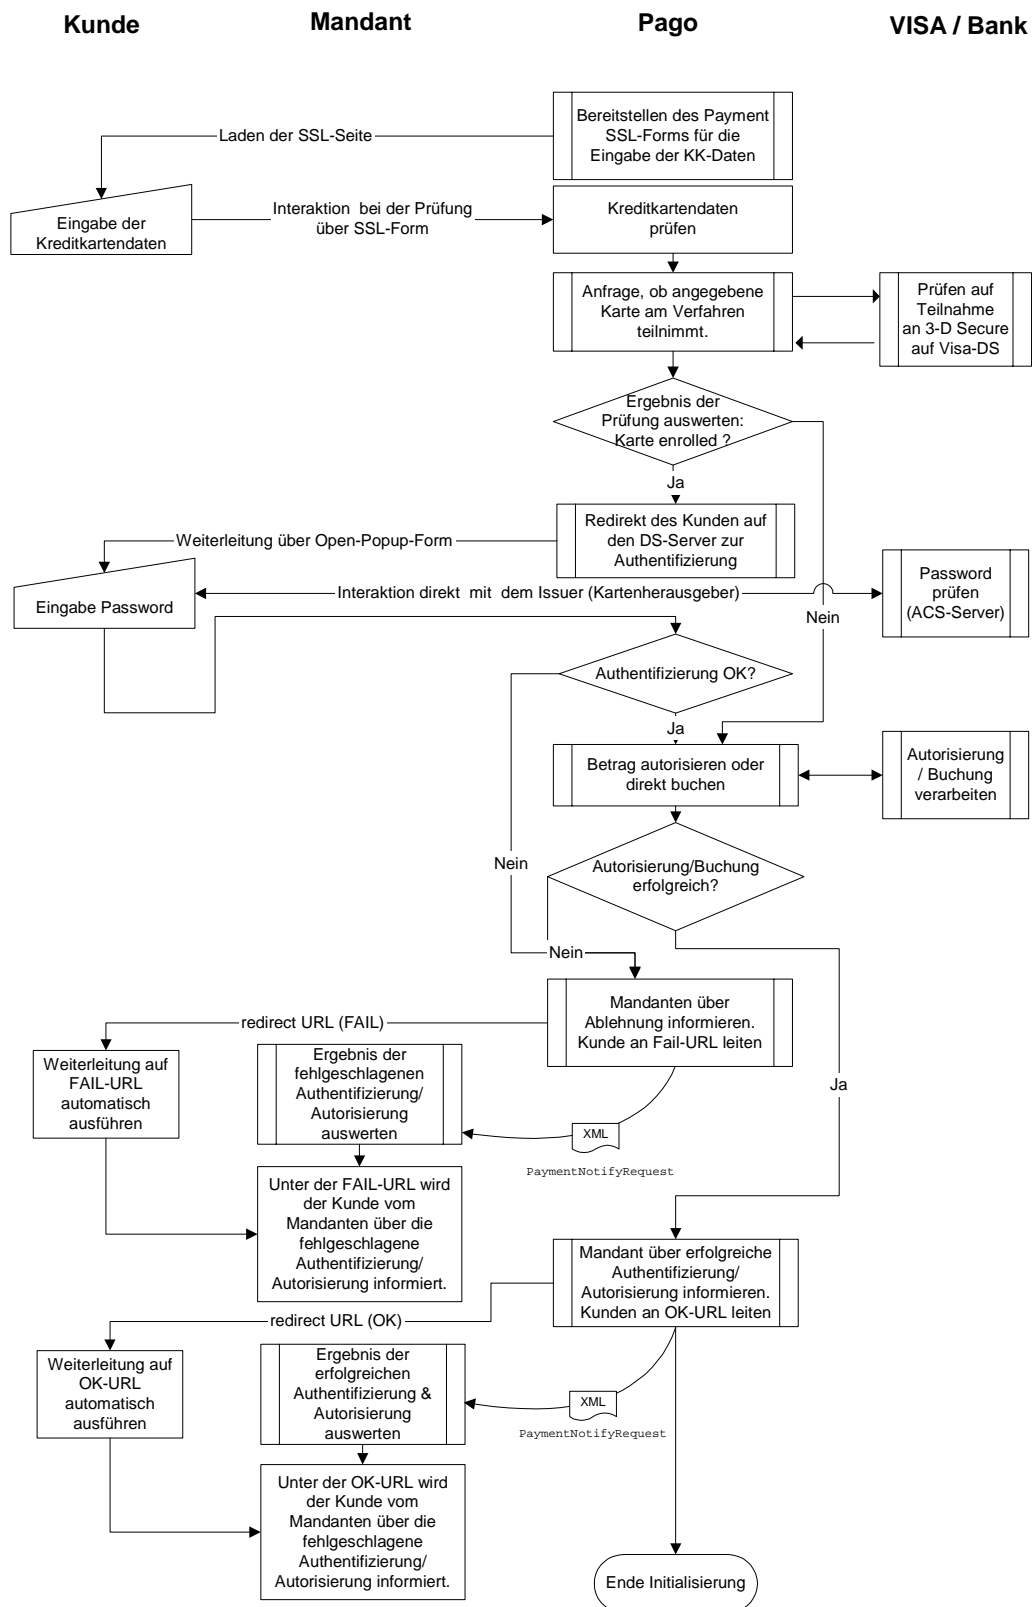 Kunde
Mandant
Pago
VISA / Bank
Bereitstellen des Payment
SSL-Forms für die
Eingabe der KK-Daten
Laden der SSL-Seite
Eingabe der
Kreditkartendaten
Interaktion bei der Prüfung
über SSL-Form
Kreditkartendaten
prüfen
Anfrage, ob angegebene
Karte am Verfahren
teilnimmt.
Prüfen auf
Teilnahme
an 3-D Secure
auf Visa-DS
Ergebnis der
Prüfung auswerten:
Karte enrolled ?
Ja
Redirekt des Kunden auf
den DS-Server zur
Authentifizierung
Weiterleitung über Open-Popup-Form
Eingabe Password
Interaktion direkt mit dem Issuer (Kartenherausgeber)
Password
prüfen
(ACS-Server)
Nein
Authentifizierung OK?
Ja
Betrag autorisieren oder
direkt buchen
Autorisierung
/ Buchung
verarbeiten
Nein
Autorisierung/Buchung
erfolgreich?
Nein
Mandanten über
Ablehnung informieren.
Kunde an Fail-URL leiten
redirect URL (FAIL)
Weiterleitung auf
FAIL-URL
automatisch
ausführen
Ergebnis der
fehlgeschlagenen
Authentifizierung/
Autorisierung
auswerten
Ja
XML
PaymentNotifyRequest
Unter der FAIL-URL wird
der Kunde vom
Mandanten über die
fehlgeschlagene
Authentifizierung/
Autorisierung informiert.
Mandant über erfolgreiche
Authentifizierung/
Autorisierung informieren.
Kunden an OK-URL leiten
redirect URL (OK)
Weiterleitung auf
OK-URL
automatisch
ausführen
Ergebnis der
erfolgreichen
Authentifizierung &
Autorisierung
auswerten
XML
PaymentNotifyRequest
Unter der OK-URL wird
der Kunde vom
Mandanten über die
fehlgeschlagene
Authentifizierung/
Autorisierung informiert.
Ende Initialisierung